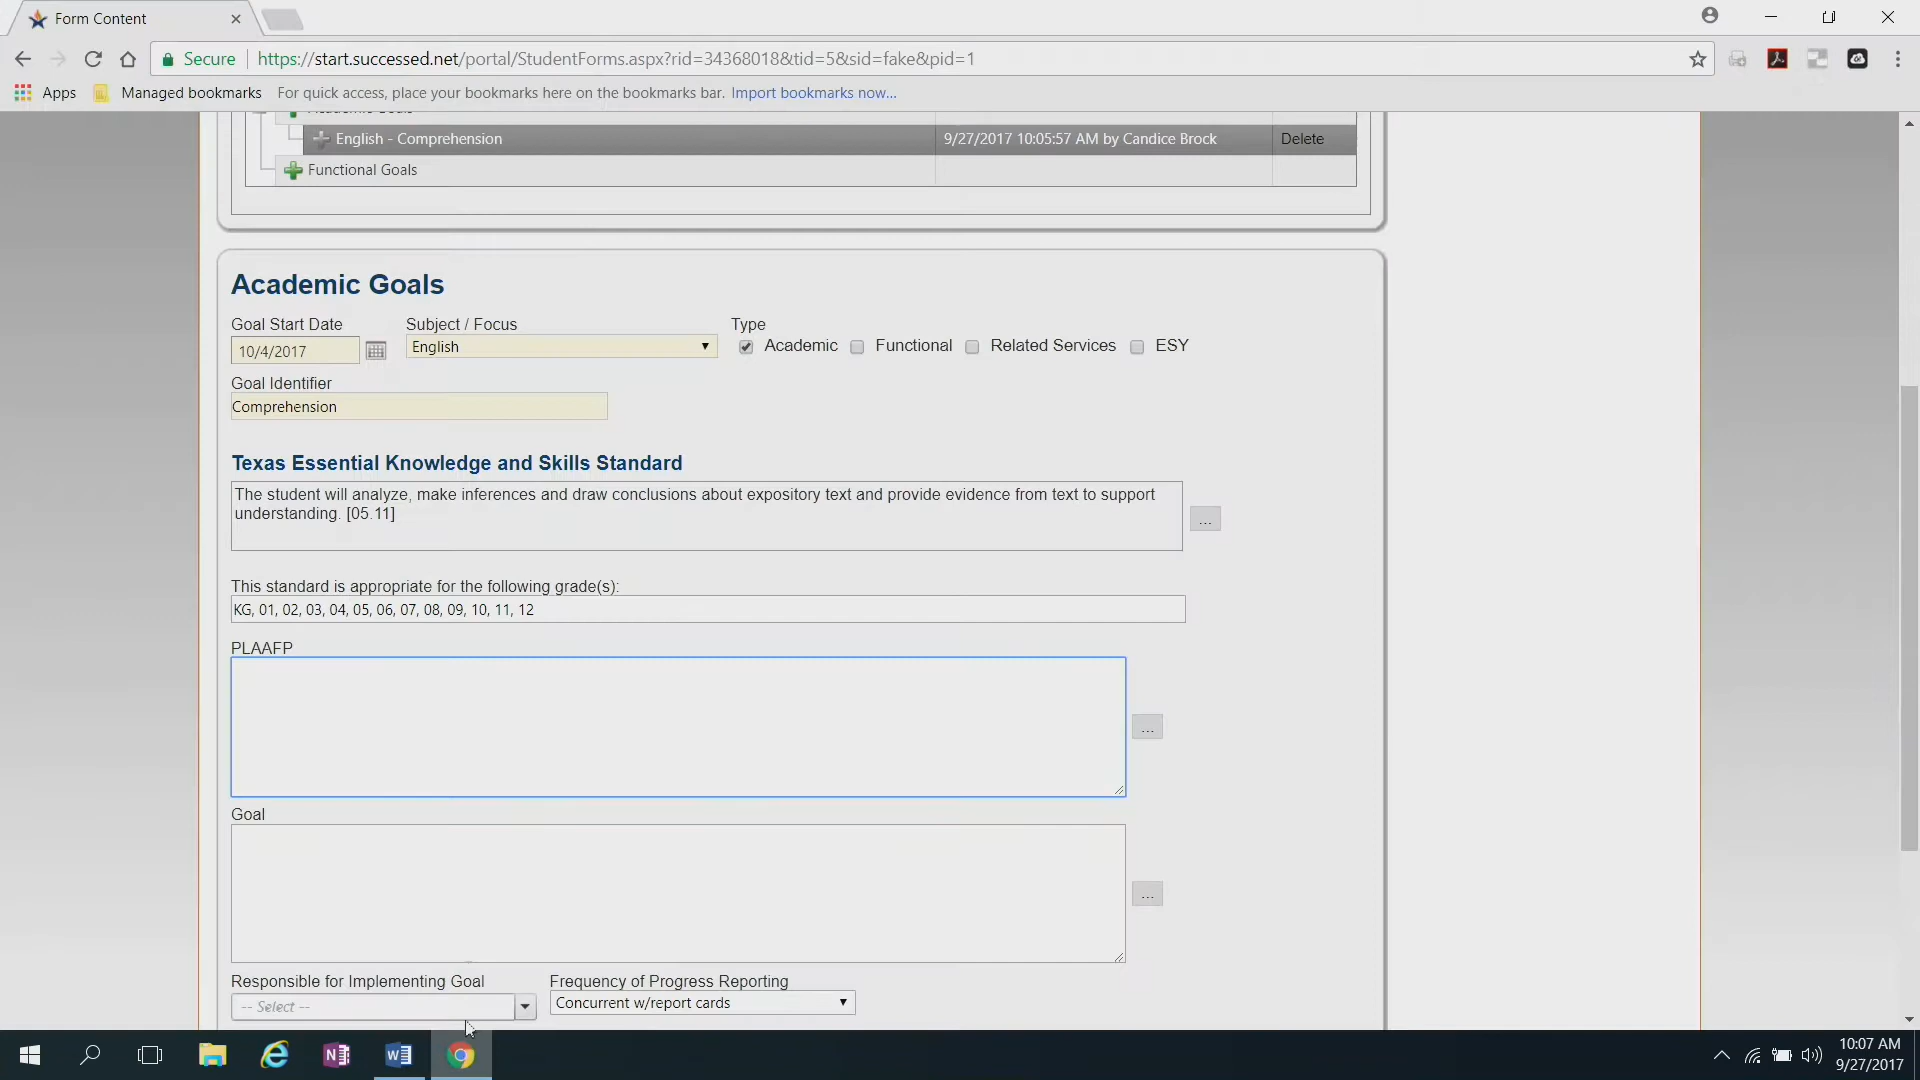 Form Content
Secure
https://start.successed.net/portal/StudentForms.aspx?rid=34368018&tid=5&sid=fake&pid=1
Apps Managed bookmarks For quick access, place your bookmarks here on the bookmarks bar. Import bookmarks now...
English - Comprehension 9/27/2017 10:05:57 AM by Candice Brock Delete
Functional Goals
Academic Goals
Goal Start Date Subject / Focus Type
10/4/2017 English Academic Functional Related Services ESY
Goal Identifier
Comprehension
Texas Essential Knowledge and Skills Standard
The student will analyze, make inferences and draw conclusions about expository text and provide evidence from text to support
understanding. [05.11]
...
This standard is appropriate for the following grade(s):
KG, 01, 02, 03, 04, 05, 06, 07, 08, 09, 10, 11, 12
PLAAFP
...
Goal
...
Responsible for Implementing Goal Frequency of Progress Reporting
-- Select -- Concurrent w/report cards
10:07 AM
9/27/2017